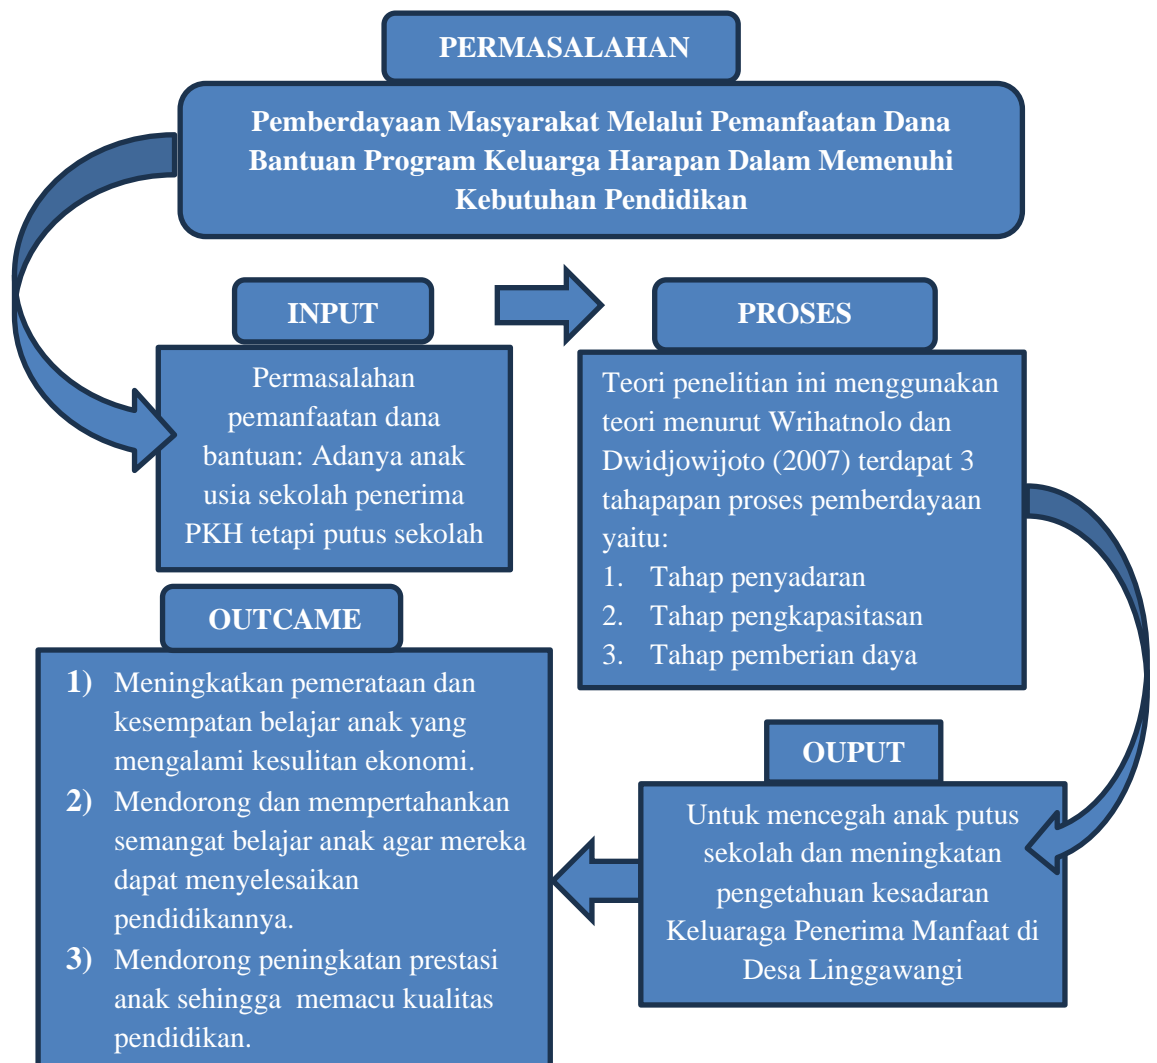 PERMASALAHAN
Pemberdayaan Masyarakat Melalui Pemanfaatan Dana
Bantuan Program Keluarga Harapan Dalam Memenuhi
Kebutuhan Pendidikan
INPUT
Permasalahan
pemanfaatan dana
bantuan: Adanya anak
usia sekolah penerima
PKH tetapi putus sekolah
PROSES
Teori penelitian ini menggunakan
teori menurut Wrihatnolo dan
Dwidjowijoto (2007) terdapat 3
tahapapan proses pemberdayaan
yaitu:
1. Tahap penyadaran
2. Tahap pengkapasitasan
3. Tahap pemberian daya
OUPUT
Untuk mencegah anak putus
sekolah dan meningkatan
pengetahuan kesadaran
Keluaraga Penerima Manfaat di
Desa Linggawangi
OUTCAME
1) Meningkatkan pemerataan dan
kesempatan belajar anak yang
mengalami kesulitan ekonomi.
2) Mendorong dan mempertahankan
semangat belajar anak agar mereka
dapat menyelesaikan
pendidikannya.
3) Mendorong peningkatan prestasi
anak sehingga memacu kualitas
pendidikan.